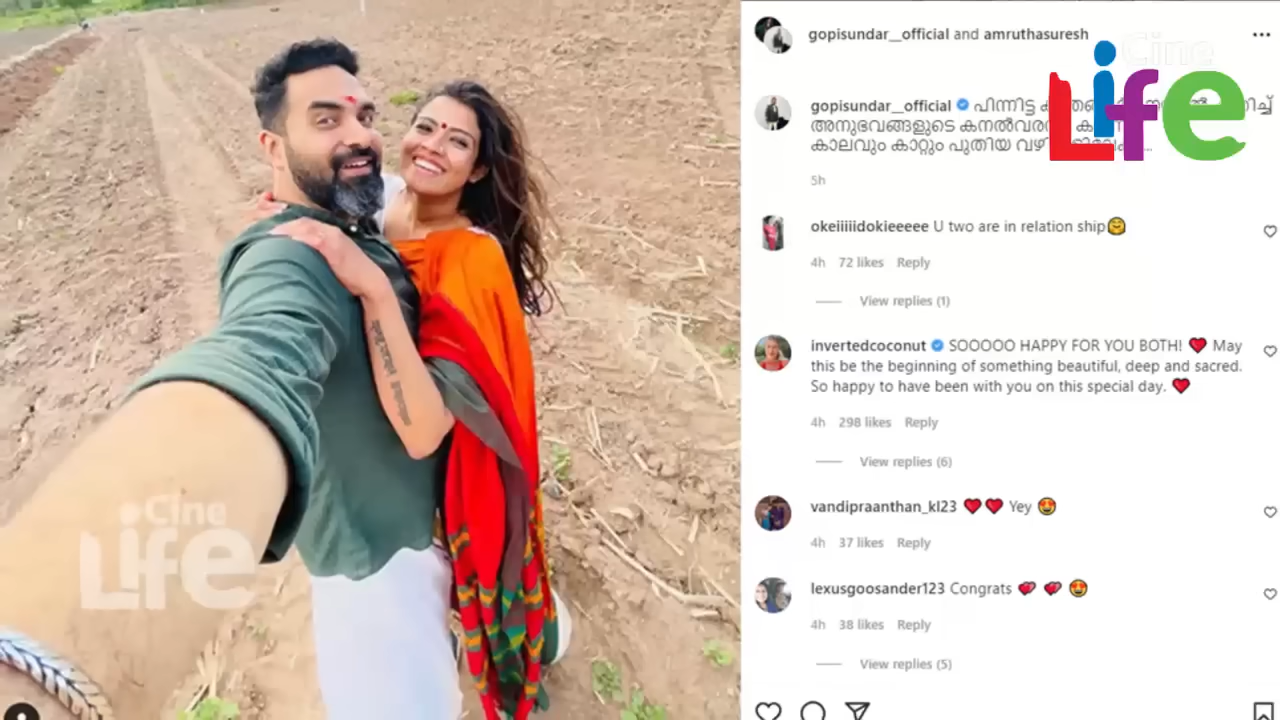 gopisundar__official and amruthasuresh
Cine
LIFE
gopisundar__official പിന്നിട്ട
അനുഭവങ്ങളുടെ
കാലവും കാറ്റും പുതിയ
5h
okeiiiiidokieeeee U two are in relation ship🤗
4h 72 likes Reply
View replies (1)
invertedcoconut SOOOOO HAPPY FOR YOU BOTH! ❤️ May
this be the beginning of something beautiful, deep and sacred.
So happy to have been with you on this special day. ❤️
4h 298 likes Reply
View replies (6)
vandipraanthan_kl23 ❤️❤️ Yey 😍
4h 37 likes Reply
lexusgoosander123 Congrats 💕 💕 😍
4h 38 likes Reply
View replies (5)
Cine
LIFE